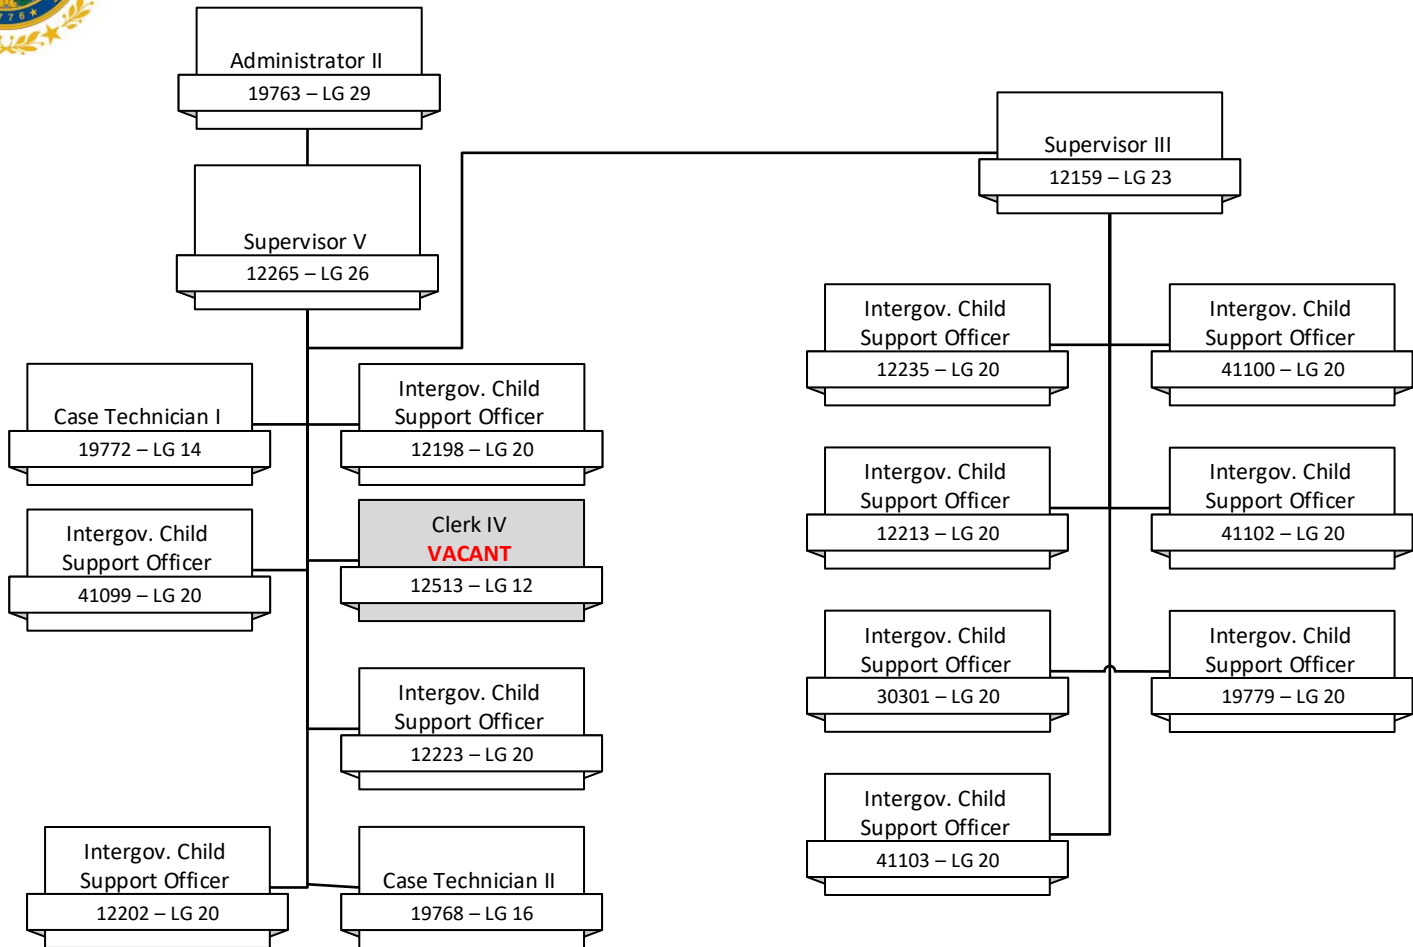 776
Administrator II
19763 – LG 29
Supervisor III
12159 – LG 23
Supervisor V
12265 – LG 26
Case Technician I
19772 – LG 14
Intergov. Child
Support Officer
12198 – LG 20
Intergov. Child
Support Officer
41099 – LG 20
Clerk IV
VACANT
12513 – LG 12
Intergov. Child
Support Officer
12223 – LG 20
Intergov. Child
Support Officer
12202 – LG 20
Case Technician II
19768 – LG 16
Intergov. Child
Support Officer
12235 – LG 20
Intergov. Child
Support Officer
41100 – LG 20
Intergov. Child
Support Officer
12213 – LG 20
Intergov. Child
Support Officer
41102 – LG 20
Intergov. Child
Support Officer
30301 – LG 20
Intergov. Child
Support Officer
19779 – LG 20
Intergov. Child
Support Officer
41103 – LG 20